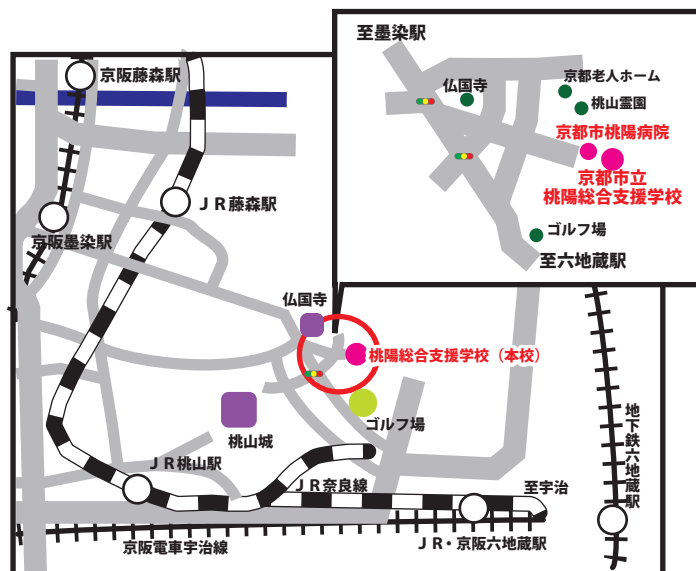 至墨染駅
京都老人ホーム
仏国寺
桃山霊園
京都市桃陽病院
京都市立
桃陽総合支援学校
ゴルフ場
至六地蔵駅
京阪藤森駅
ＪＲ藤森駅
京阪墨染駅
仏国寺
桃陽総合支援学校（本校）
桃山城
ゴルフ場
地下鉄六地蔵駅
ＪＲ桃山駅
ＪＲ奈良線
至宇治
京阪電車宇治線
ＪＲ・京阪六地蔵駅